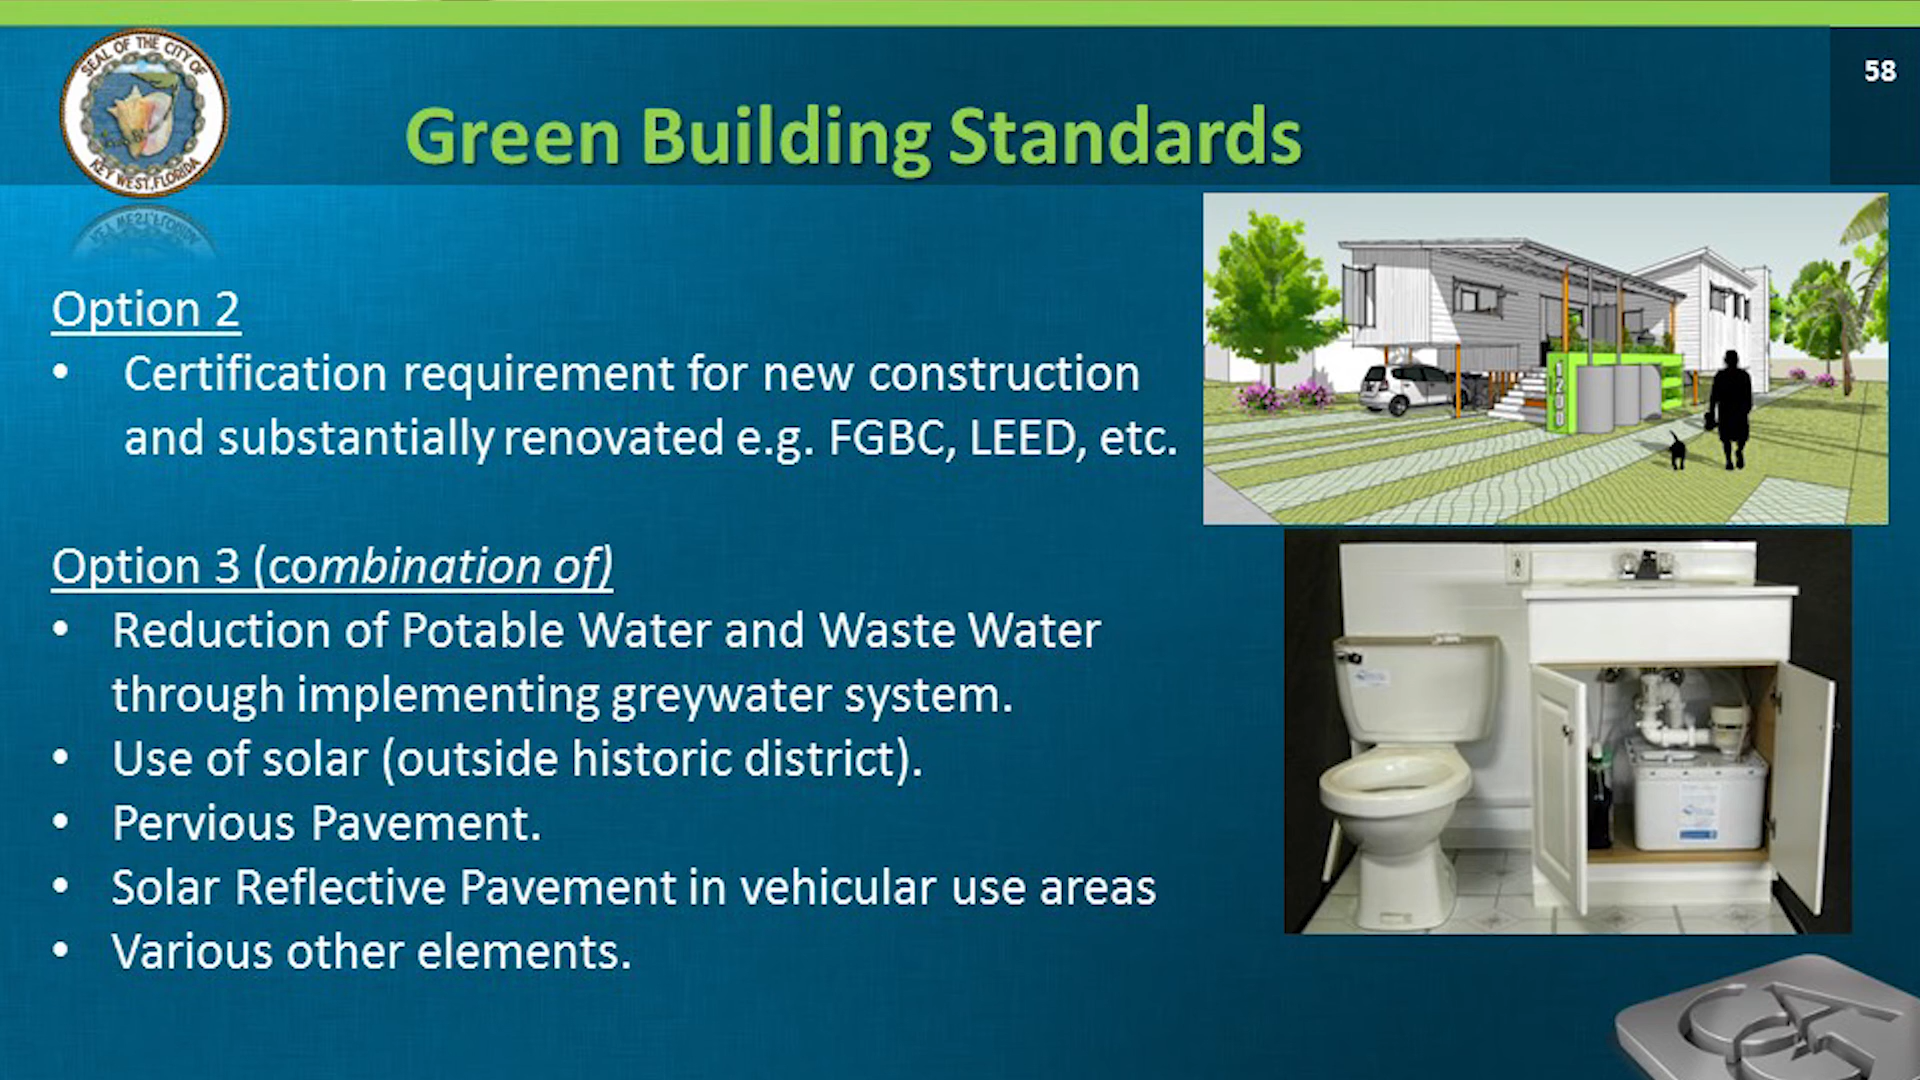 SEAL OF THE CITY OF
KEY WEST, FLORIDA
58
Green Building Standards
Option 2
• Certification requirement for new construction
and substantially renovated e.g. FGBC, LEED, etc.
1200
Option 3 (combination of)
• Reduction of Potable Water and Waste Water
through implementing greywater system.
• Use of solar (outside historic district).
• Pervious Pavement.
• Solar Reflective Pavement in vehicular use areas
• Various other elements.